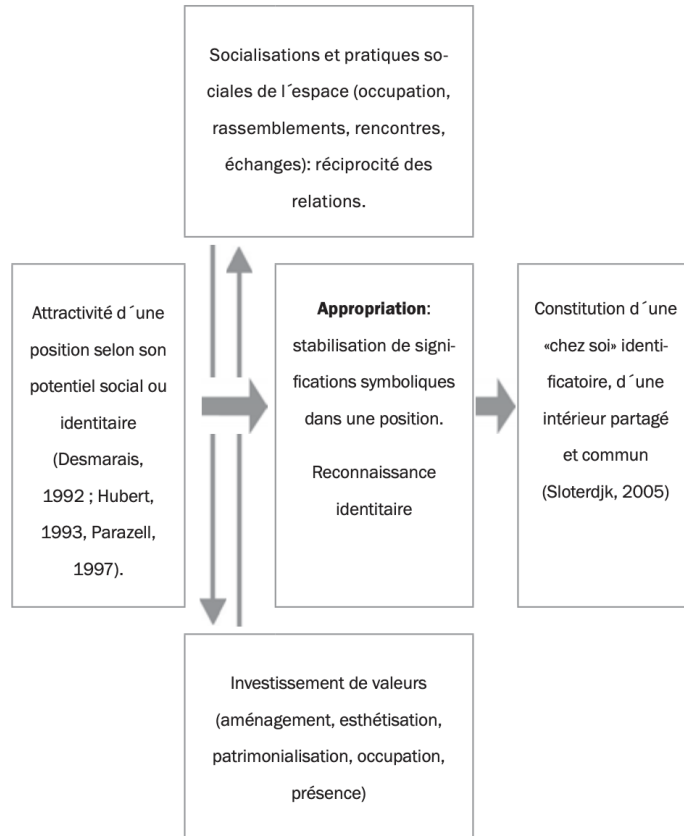 Socialisations et pratiques so-
ciales de l´espace (occupation,
rassemblements, rencontres,
échanges): réciprocité des
relations.
Attractivité d´une
position selon son
potentiel social ou
identitaire
(Desmarais,
1992 ; Hubert,
1993, Parazell,
1997).
Appropriation:
stabilisation de signi-
fications symboliques
dans une position.
Reconnaissance
identitaire
Constitution d´une
«chez soi» identi-
ficatoire, d´une
intérieur partagé
et commun
(Sloterdjk, 2005)
Investissement de valeurs
(aménagement, esthétisation,
patrimonialisation, occupation,
présence)